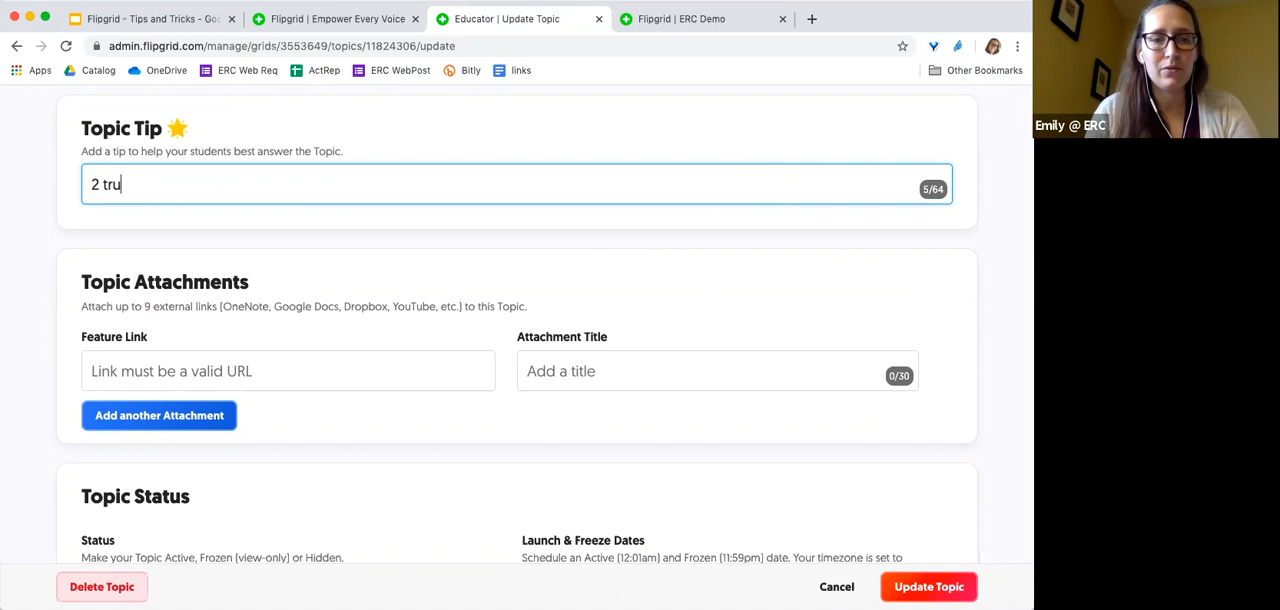 Flipgrid - Tips and Tricks - Goo
Flipgrid | Empower Every Voice
Educator | Update Topic
Flipgrid | ERC Demo
admin.flipgrid.com/manage/grids/3553649/topics/11824306/update
Apps
Catalog
OneDrive
ERC Web Req
ActRep
ERC WebPost
Bitly
links
Other Bookmarks
Emily @ ERC
Topic Tip
Add a tip to help your students best answer the Topic.
2 tru
5/64
Topic Attachments
Attach up to 9 external links (OneNote, Google Docs, Dropbox, YouTube, etc.) to this Topic.
Feature Link
Attachment Title
Link must be a valid URL
Add a title
0/30
Add another Attachment
Topic Status
Status
Launch & Freeze Dates
Make your Topic Active, Frozen (view-only) or Hidden.
Schedule an Active (12:01am) and Frozen (11:59pm) date. Your timezone is set to
Delete Topic
Cancel
Update Topic